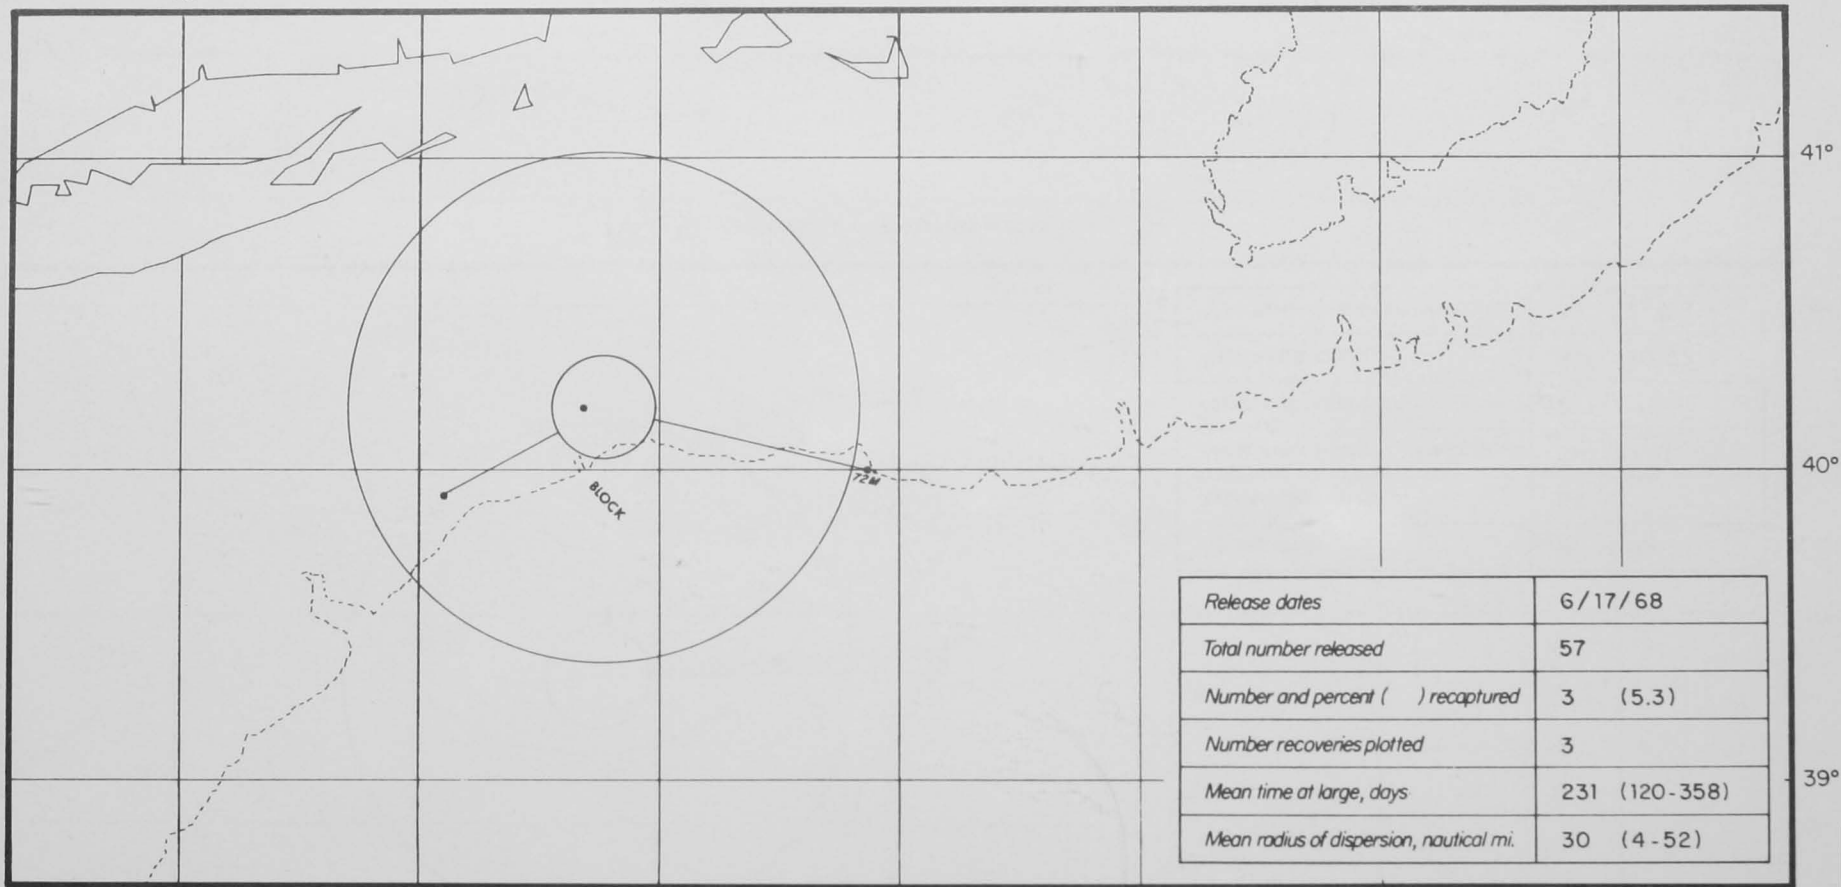 41°
40°
72M
BLOCK
39°
Release dates 6/17/68
Total number released 57
Number and percent ( ) recaptured 3 (5.3)
Number recoveries plotted 3
Mean time at large, days 231 (120-358)
Mean radius of dispersion, nautical mi. 30 (4-52)